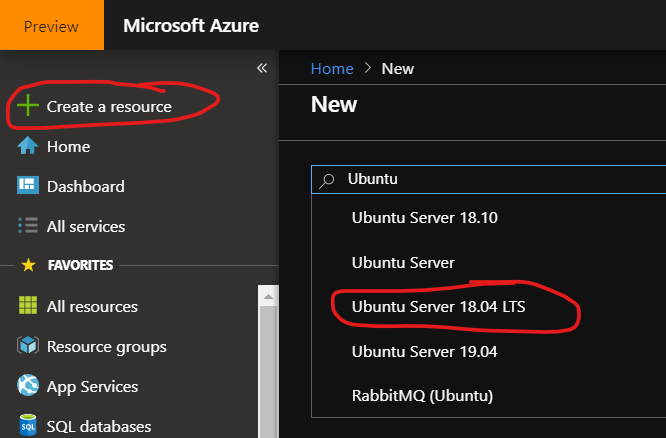 Preview
Microsoft Azure
Create a resource
Home
Dashboard
All services
FAVORITES
All resources
Resource groups
App Services
SQL databases
Home > New
New
Ubuntu
Ubuntu Server 18.10
Ubuntu Server
Ubuntu Server 18.04 LTS
Ubuntu Server 19.04
RabbitMQ (Ubuntu)